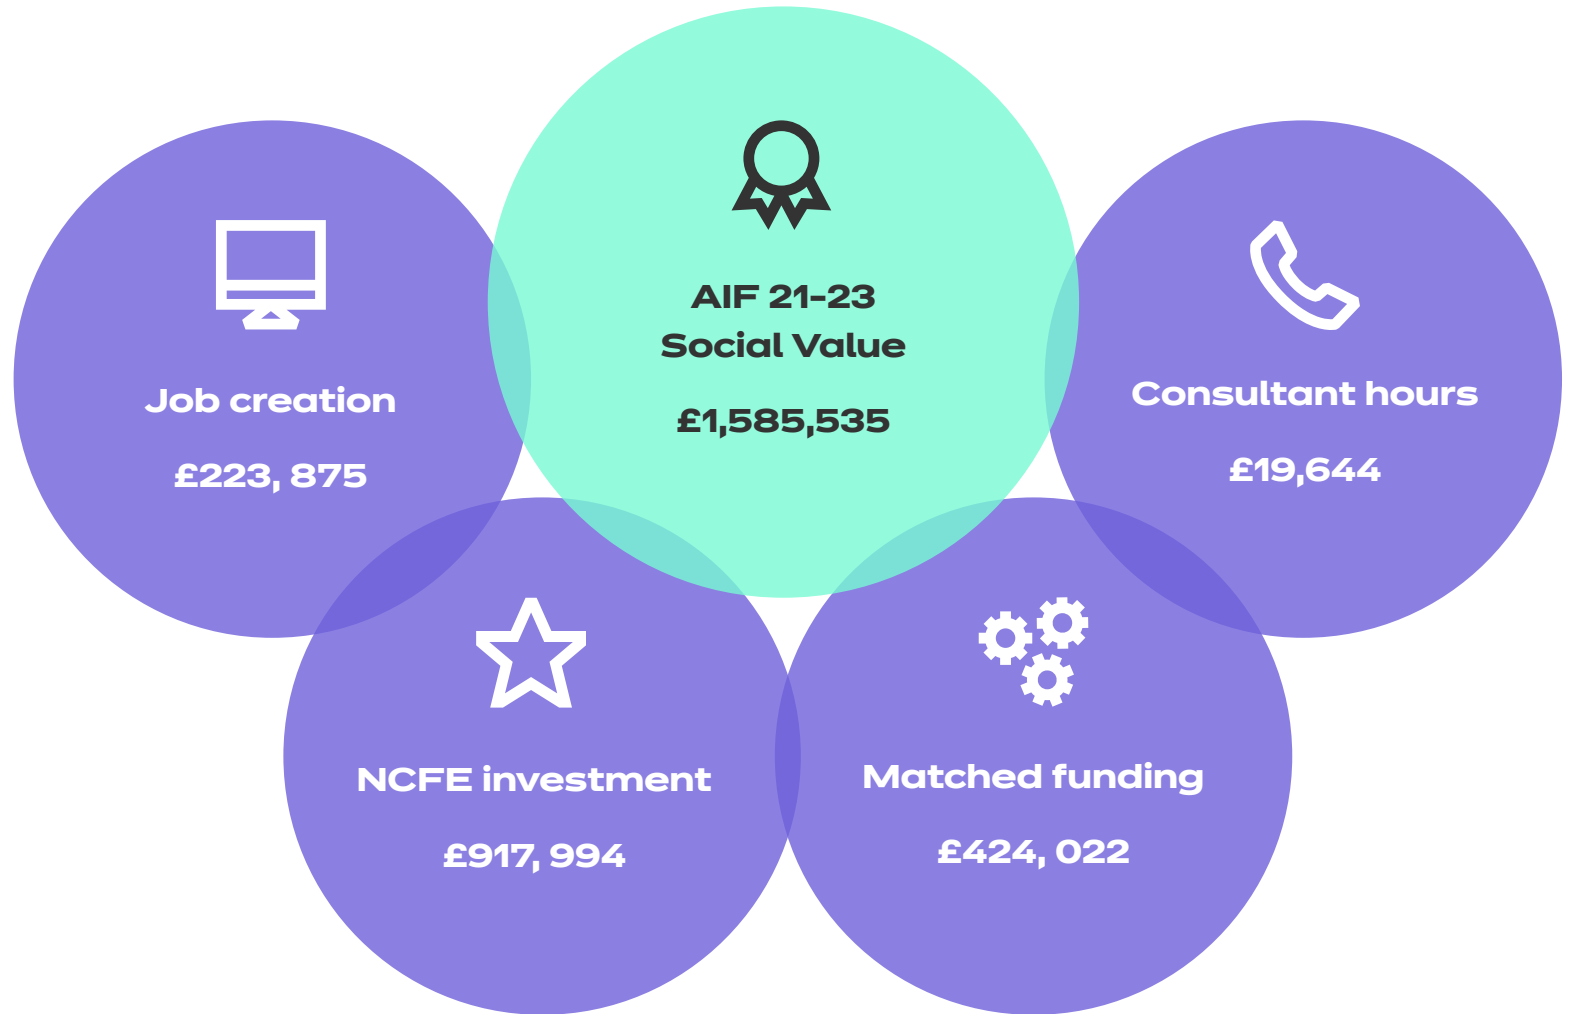 AIF 21-23
Social Value
£1,585,535
Job creation
£223, 875
Consultant hours
£19,644
NCFE investment
£917, 994
Matched funding
£424, 022